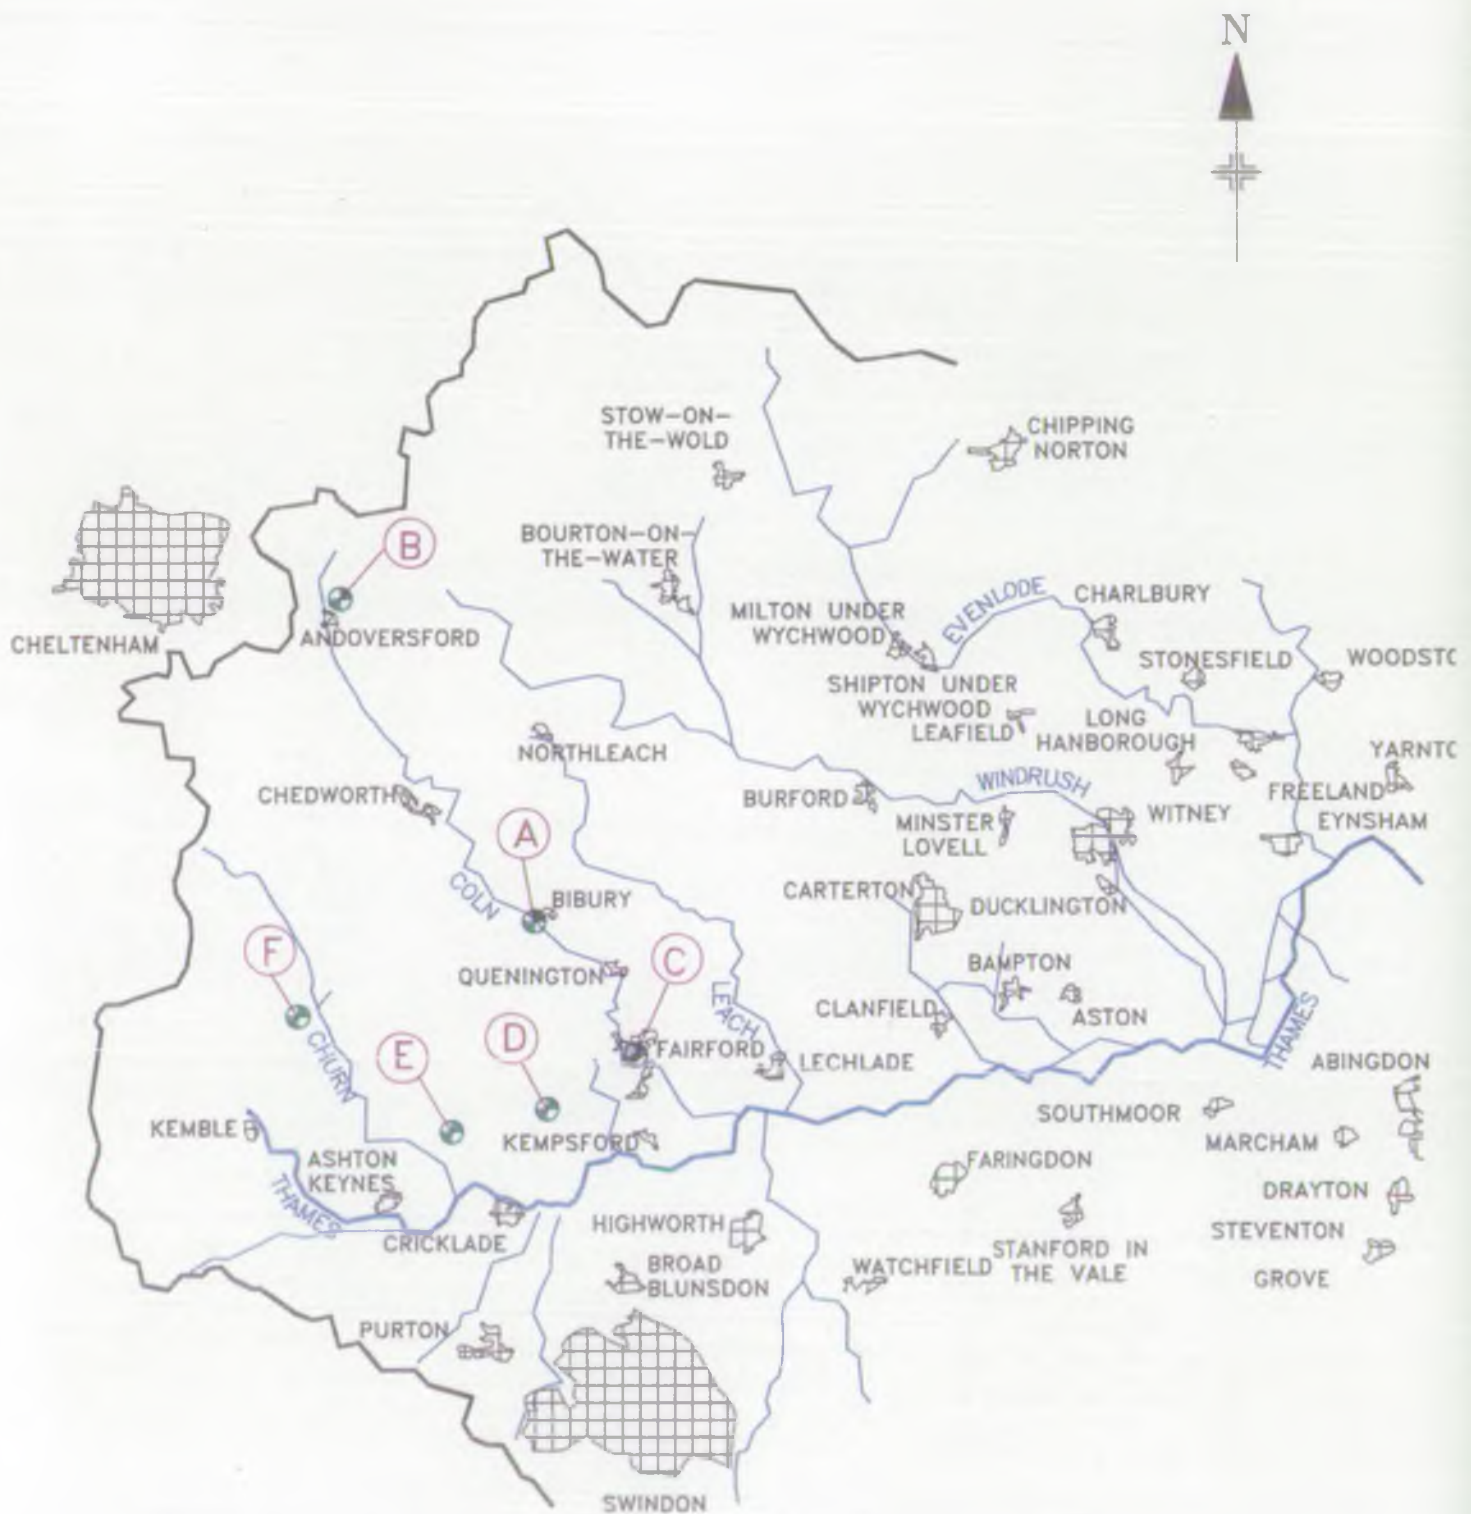 N
STOW-ON-
THE-WOLD
CHIPPING
NORTON
B
BOURTON-ON-
THE-WATER
EVENLODE
CHARLBURY
MILTON UNDER
WYCHWOOD
CHELTENHAM
ANDOVERSFORD
STONESFIELD
WOODSTC
SHIPTON UNDER
WYCHWOOD
LEAFIELD
LONG
HANBOROUGH
NORTHLEACH
YARNTC
CHEDWORTH
WINDRUSH
BURFORD
FREELAND
MINSTER
LOVELL
WITNEY
EYNSHAM
A
COLN
BIBURY
CARTERTON
DUCKLINGTON
F
QUENINGTON
C
BAMPTON
LEACH
CLANFIELD
ASTON
CHURN
E
D
FAIRFORD
LECHLADE
THAMES
ABINGDON
KEMBLE
KEMPSFORD
SOUTHMOOR
MARCHAM
ASHTON
KEYNES
FARINGDON
DRAYTON
THAMES
CRICKLADE
HIGHWORTH
STEVENTON
BROAD
BLUNSDON
WATCHFIELD
STANFORD IN
THE VALE
GROVE
PURTON
SWINDON